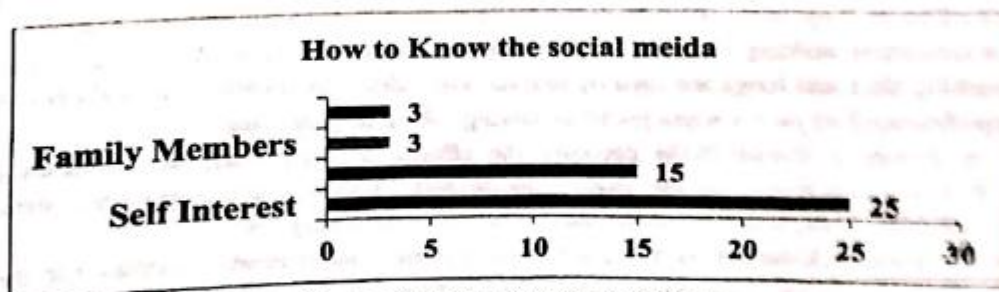 How to Know the social meida
3
Family Members 3
15
Self Interest 25
0 5 10 15 20 25 30